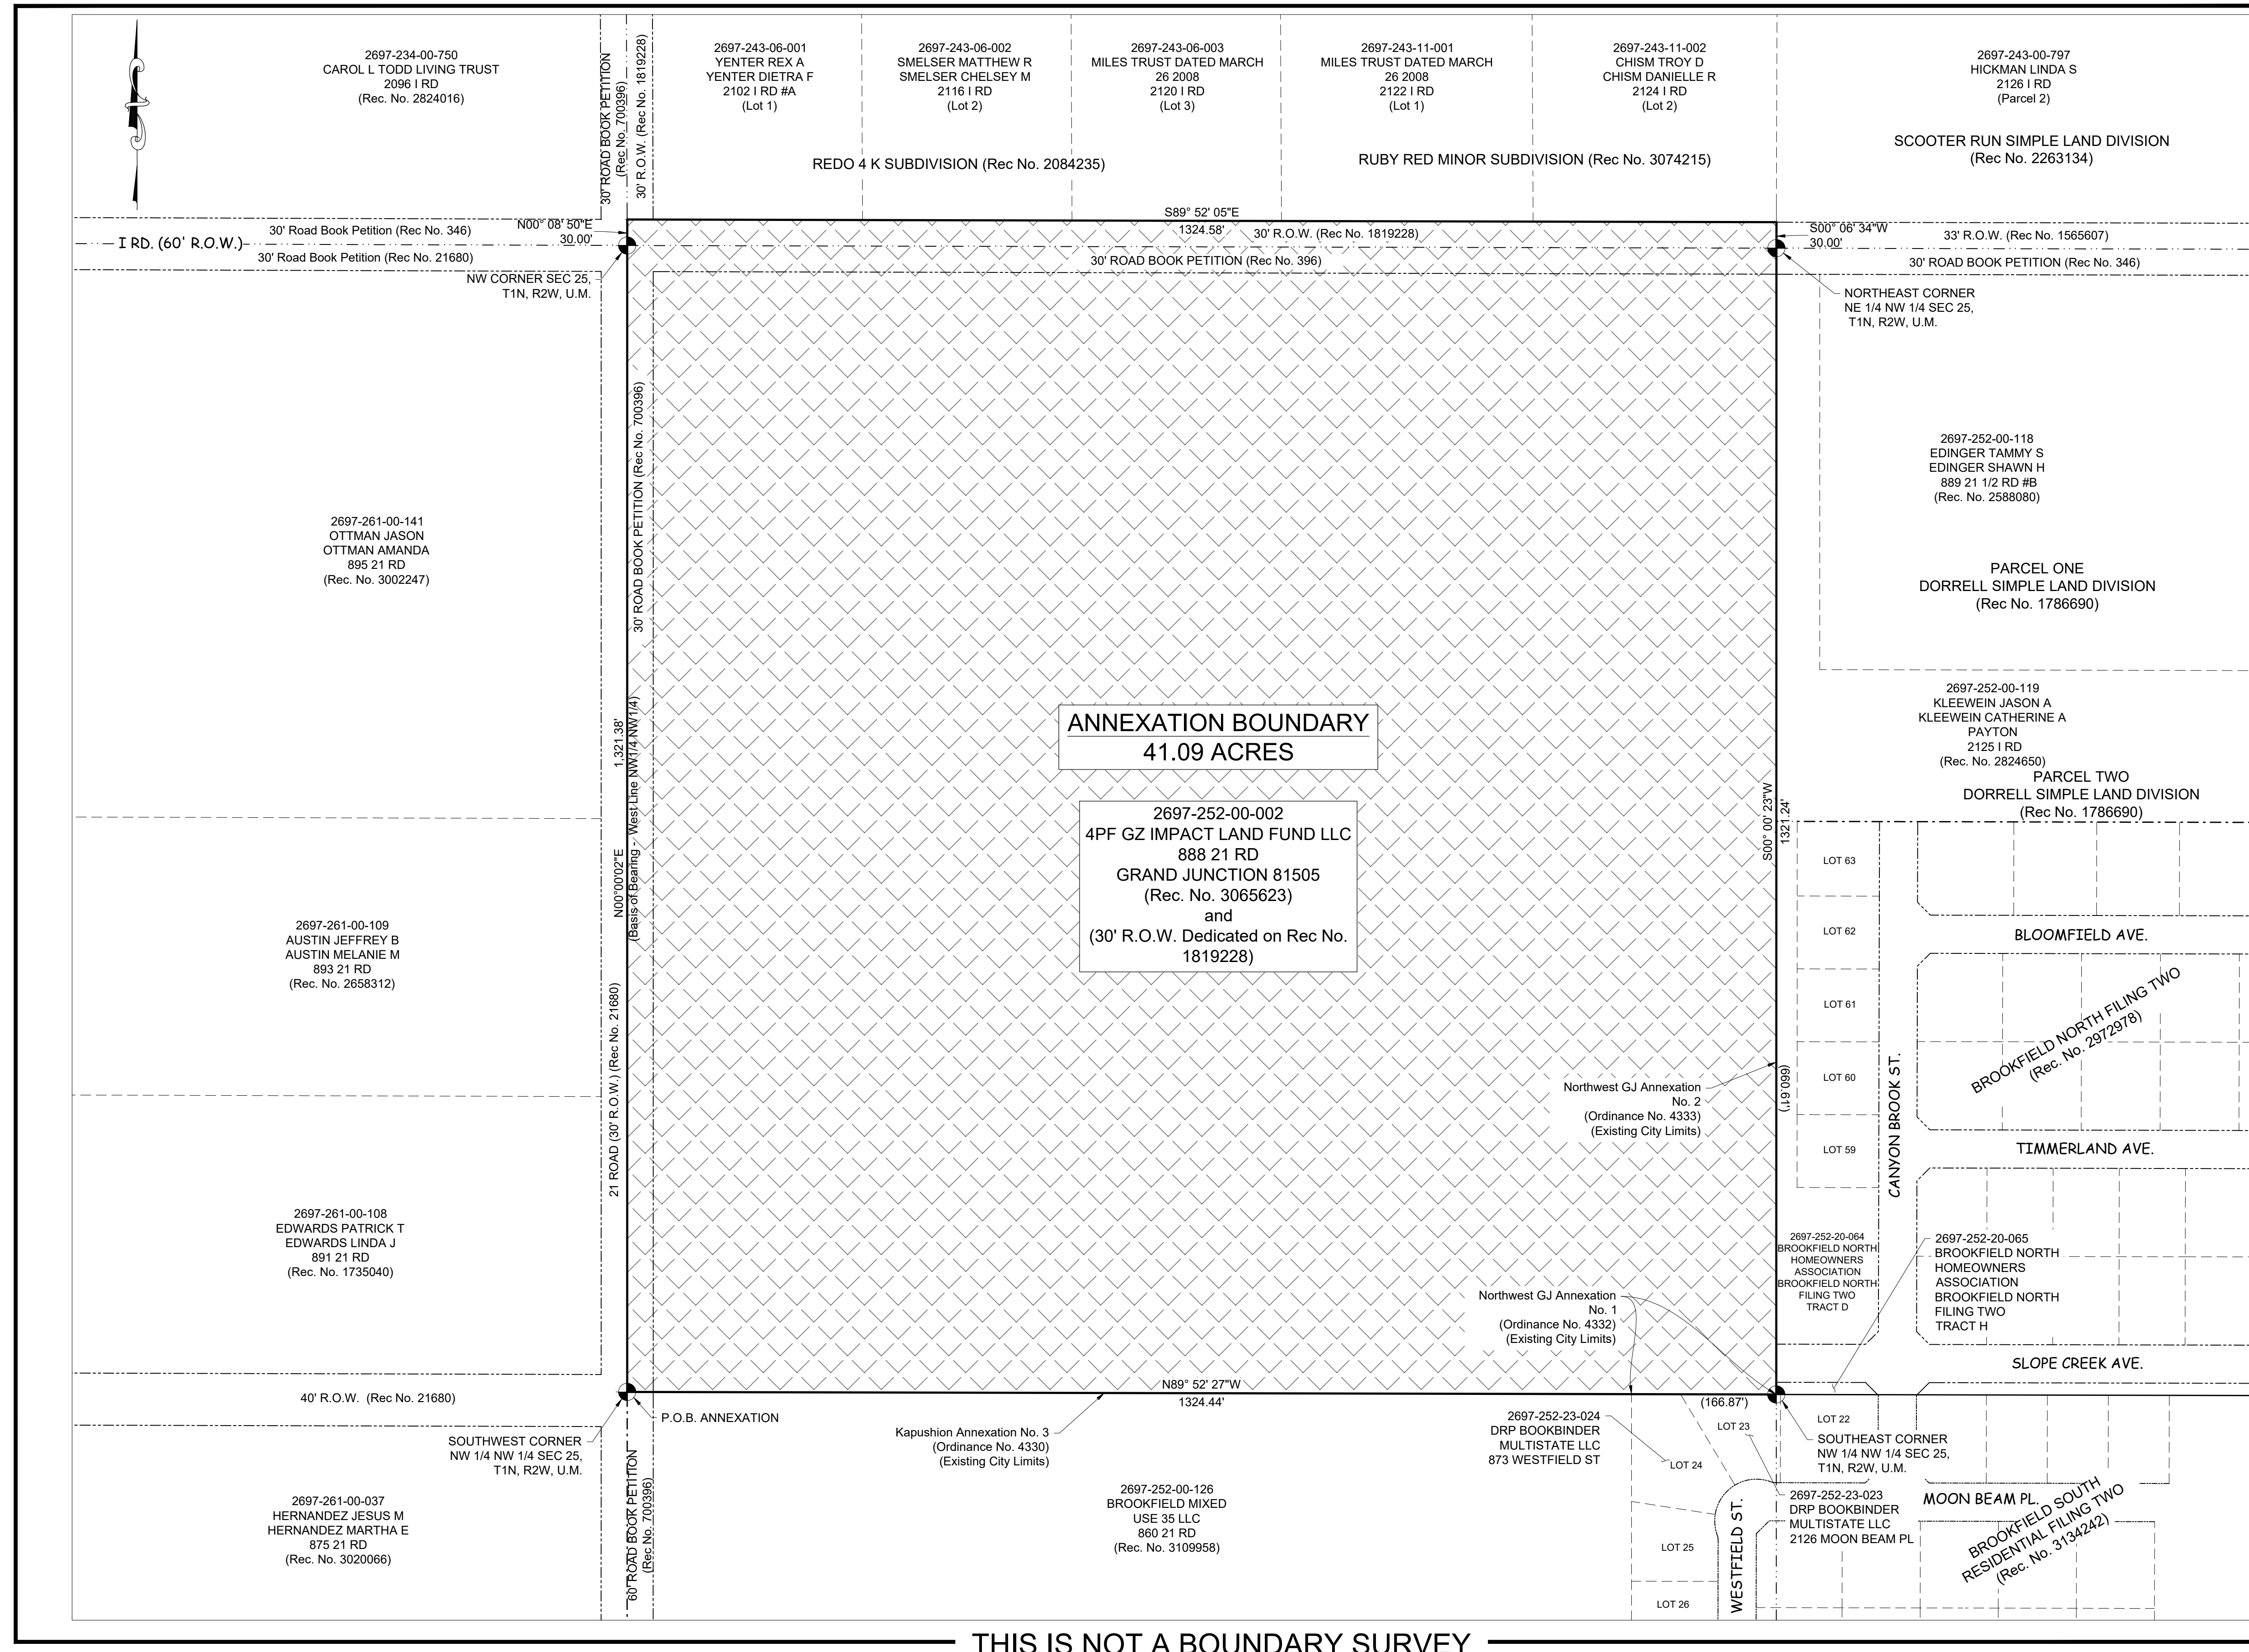 2697-234-00-750
CAROL L TODD LIVING TRUST
2096 I RD
(Rec. No. 2824016)
30' ROAD BOOK PETITION
(Rec No. 700396)
30' R.O.W. (Rec No. 1819228)
2697-243-06-001
YENTER REX A
YENTER DIETRA F
2102 I RD #A
(Lot 1)
2697-243-06-002
SMELSER MATTHEW R
SMELSER CHELSEY M
2116 I RD
(Lot 2)
2697-243-06-003
MILES TRUST DATED MARCH
26 2008
2120 I RD
(Lot 3)
2697-243-11-001
MILES TRUST DATED MARCH
26 2008
2122 I RD
(Lot 1)
2697-243-11-002
CHISM TROY D
CHISM DANIELLE R
2124 I RD
(Lot 2)
2697-243-00-797
HICKMAN LINDA S
2126 I RD
(Parcel 2)
REDO 4 K SUBDIVISION (Rec No. 2084235)
RUBY RED MINOR SUBDIVISION (Rec No. 3074215)
SCOOTER RUN SIMPLE LAND DIVISION
(Rec No. 2263134)
I RD. (60' R.O.W.)
30' Road Book Petition (Rec No. 346)
30' Road Book Petition (Rec No. 21680)
N00° 08' 50"E
30.00'
S89° 52' 05"E
1324.58'
30' R.O.W. (Rec No. 1819228)
30' ROAD BOOK PETITION (Rec No. 396)
S00° 06' 34"W
30.00'
33' R.O.W. (Rec No. 1565607)
30' ROAD BOOK PETITION (Rec No. 346)
NW CORNER SEC 25,
T1N, R2W, U.M.
NORTHEAST CORNER
NE 1/4 NW 1/4 SEC 25,
T1N, R2W, U.M.
30' ROAD BOOK PETITION (Rec No. 700396)
2697-261-00-141
OTTMAN JASON
OTTMAN AMANDA
895 21 RD
(Rec. No. 3002247)
2697-252-00-118
EDINGER TAMMY S
EDINGER SHAWN H
889 21 1/2 RD #B
(Rec. No. 2588080)
PARCEL ONE
DORRELL SIMPLE LAND DIVISION
(Rec No. 1786690)
2697-252-00-119
KLEEWEIN JASON A
KLEEWEIN CATHERINE A
PAYTON
2125 I RD
(Rec. No. 2824650)
PARCEL TWO
DORRELL SIMPLE LAND DIVISION
(Rec No. 1786690)
ANNEXATION BOUNDARY
41.09 ACRES
2697-252-00-002
4PF GZ IMPACT LAND FUND LLC
888 21 RD
GRAND JUNCTION 81505
(Rec. No. 3065623)
and
(30' R.O.W. Dedicated on Rec No.
1819228)
N00°00'02"E
1,321.38'
(Basis of Bearing - West Line NW1/4 NW1/4)
S00° 00' 23"W
1321.24'
(660.61')
2697-261-00-109
AUSTIN JEFFREY B
AUSTIN MELANIE M
893 21 RD
(Rec. No. 2658312)
21 ROAD (30' R.O.W.) (Rec No. 21680)
2697-261-00-108
EDWARDS PATRICK T
EDWARDS LINDA J
891 21 RD
(Rec. No. 1735040)
LOT 63
LOT 62
LOT 61
LOT 60
LOT 59
CANYON BROOK ST.
BLOOMFIELD AVE.
BROOKFIELD NORTH FILING TWO
(Rec. No. 2972978)
TIMMERLAND AVE.
Northwest GJ Annexation
No. 2
(Ordinance No. 4333)
(Existing City Limits)
2697-252-20-064
BROOKFIELD NORTH
HOMEOWNERS
ASSOCIATION
BROOKFIELD NORTH
FILING TWO
TRACT D
2697-252-20-065
BROOKFIELD NORTH
HOMEOWNERS
ASSOCIATION
BROOKFIELD NORTH
FILING TWO
TRACT H
Northwest GJ Annexation
No. 1
(Ordinance No. 4332)
(Existing City Limits)
SLOPE CREEK AVE.
40' R.O.W. (Rec No. 21680)
P.O.B. ANNEXATION
N89° 52' 27"W
1324.44'
(166.87')
SOUTHWEST CORNER
NW 1/4 NW 1/4 SEC 25,
T1N, R2W, U.M.
Kapushion Annexation No. 3
(Ordinance No. 4330)
(Existing City Limits)
2697-252-23-024
DRP BOOKBINDER
MULTISTATE LLC
873 WESTFIELD ST
LOT 23
LOT 22
LOT 24
SOUTHEAST CORNER
NW 1/4 NW 1/4 SEC 25,
T1N, R2W, U.M.
2697-261-00-037
HERNANDEZ JESUS M
HERNANDEZ MARTHA E
875 21 RD
(Rec. No. 3020066)
60' ROAD BOOK PETITION
(Rec No. 700396)
2697-252-00-126
BROOKFIELD MIXED
USE 35 LLC
860 21 RD
(Rec. No. 3109958)
LOT 25
LOT 26
WESTFIELD ST.
2697-252-23-023
DRP BOOKBINDER
MULTISTATE LLC
2126 MOON BEAM PL
MOON BEAM PL.
BROOKFIELD SOUTH
RESIDENTIAL FILING TWO
(Rec. No. 3134242)
THIS IS NOT A BOUNDARY SURVEY